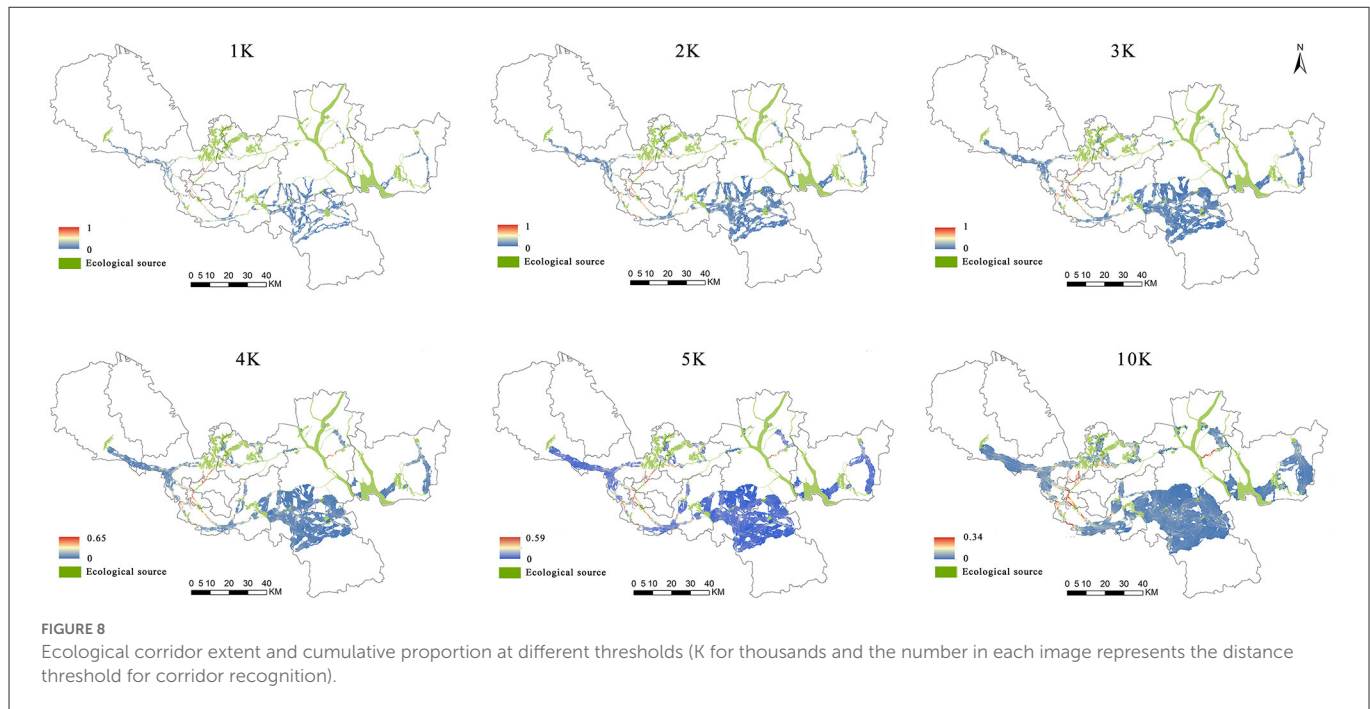 1K
2K
3K
N
1
0
Ecological source
0 5 10 20 30 40
KM
1
0
Ecological source
0 5 10 20 30 40
KM
1
0
Ecological source
0 5 10 20 30 40
KM
4K
5K
10K
0.65
0
Ecological source
0 5 10 20 30 40
KM
0.59
0
Ecological source
0 5 10 20 30 40
KM
0.34
0
Ecological source
0 5 10 20 30 40
KM
FIGURE 8
Ecological corridor extent and cumulative proportion at different thresholds (K for thousands and the number in each image represents the distance
threshold for corridor recognition).